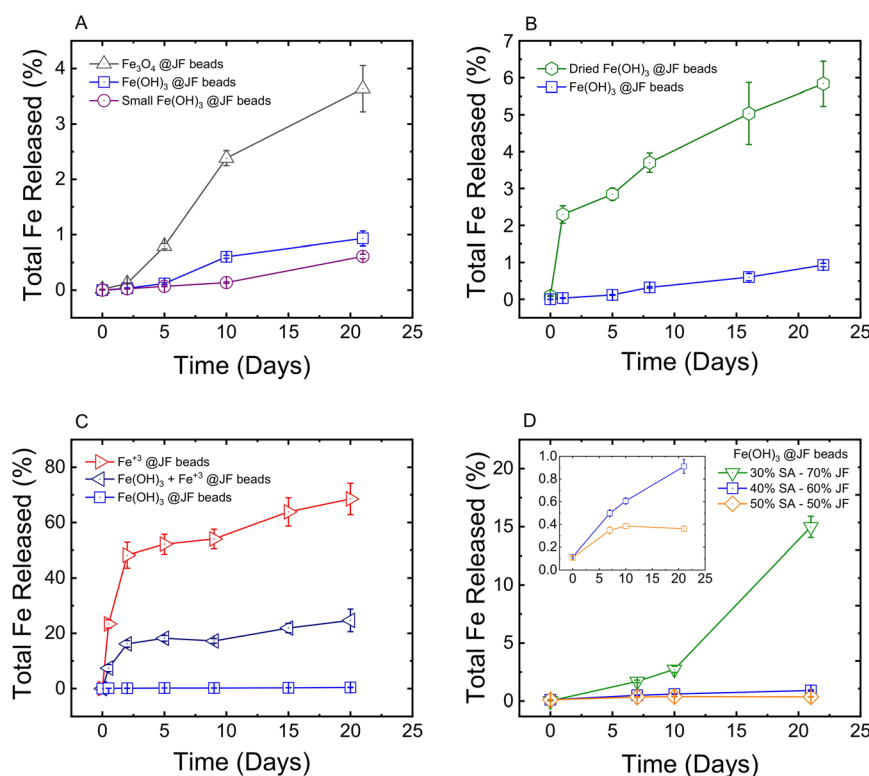 A
Fe₃O₄ @JF beads
Fe(OH)₃ @JF beads
Small Fe(OH)₃ @JF beads
Total Fe Released (%)
4
3
2
1
0
0 5 10 15 20 25
Time (Days)
B
Dried Fe(OH)₃ @JF beads
Fe(OH)₃ @JF beads
Total Fe Released (%)
7
6
5
4
3
2
1
0
0 5 10 15 20 25
Time (Days)
C
Fe⁺³ @JF beads
Fe(OH)₃ + Fe⁺³ @JF beads
Fe(OH)₃ @JF beads
Total Fe Released (%)
80
60
40
20
0
0 5 10 15 20 25
Time (Days)
D
Fe(OH)₃ @JF beads
30% SA - 70% JF
40% SA - 60% JF
50% SA - 50% JF
Total Fe Released (%)
20
15
10
5
0
0 5 10 15 20 25
Time (Days)
1.0
0.8
0.6
0.4
0.2
0.0
0 5 10 15 20 25